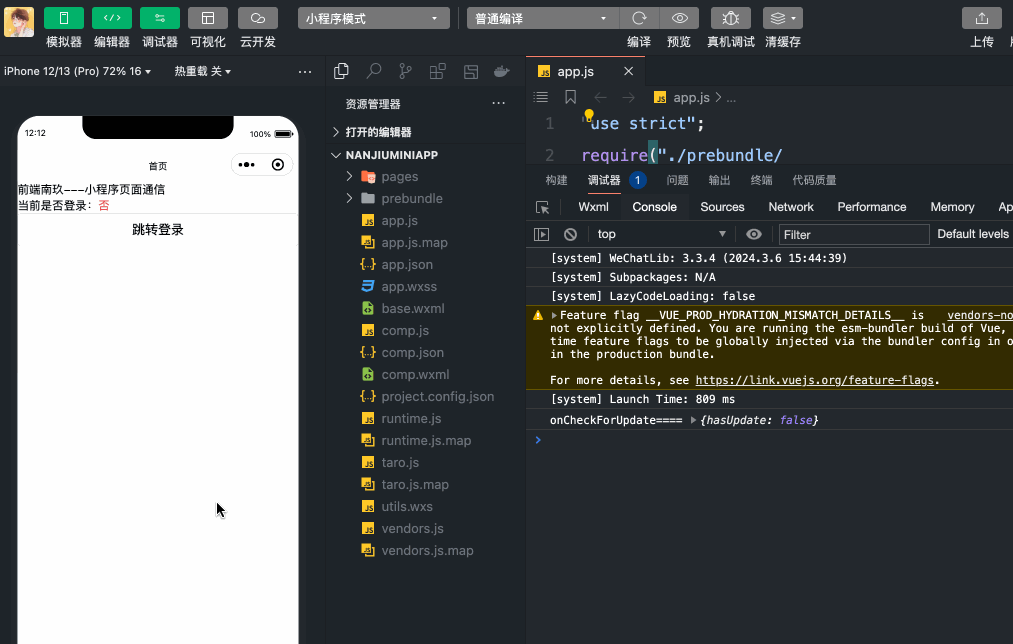 模拟器 编辑器 调试器 可视化 云开发
小程序模式 普通编译
编译 预览 真机调试 清缓存 上传
iPhone 12/13 (Pro) 72% 16 热重载 关
12:12 100%
首页
前端南玖---小程序页面通信
当前是否登录: 否
跳转登录
资源管理器
打开的编辑器
NANJIUMINIAPP
pages
prebundle
app.js
app.js.map
app.json
app.wxss
base.wxml
comp.js
comp.json
comp.wxml
project.config.json
runtime.js
runtime.js.map
taro.js
taro.js.map
utils.wxs
vendors.js
vendors.js.map
app.js
app.js > ...
1 "use strict";
2 require("./prebundle/
构建 调试器 1 问题 输出 终端 代码质量
Wxml Console Sources Network Performance Memory Ap
top Filter Default levels
[system] WeChatLib: 3.3.4 (2024.3.6 15:44:39)
[system] Subpackages: N/A
[system] LazyCodeLoading: false
Feature flag __VUE_PROD_HYDRATION_MISMATCH_DETAILS__ is vendors-no
not explicitly defined. You are running the esm-bundler build of Vue,
time feature flags to be globally injected via the bundler config in o
in the production bundle.
For more details, see https://link.vuejs.org/feature-flags.
[system] Launch Time: 809 ms
onCheckForUpdate==== {hasUpdate: false}